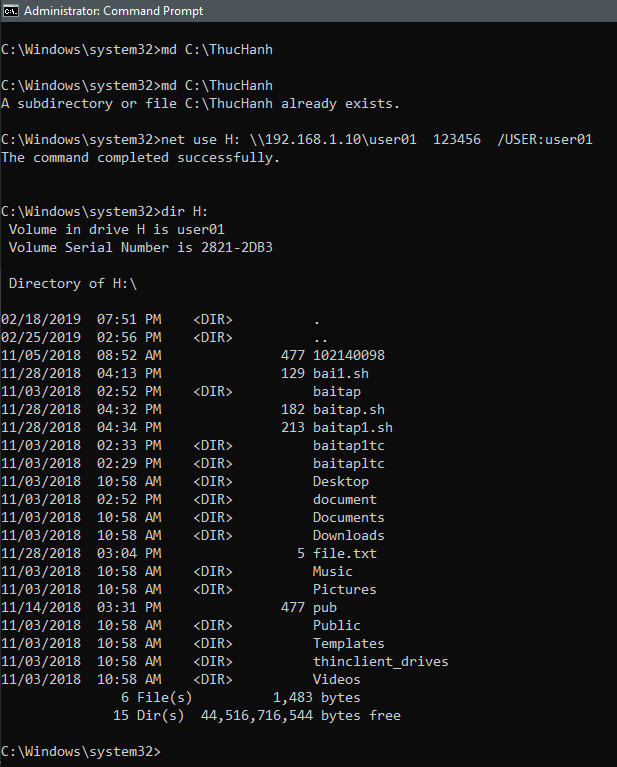 Administrator: Command Prompt
C:\Windows\system32>md C:\ThucHanh
C:\Windows\system32>md C:\ThucHanh
A subdirectory or file C:\ThucHanh already exists.
C:\Windows\system32>net use H: \\192.168.1.10\user01  123456  /USER:user01
The command completed successfully.
C:\Windows\system32>dir H:
 Volume in drive H is user01
 Volume Serial Number is 2821-2DB3
 Directory of H:\
02/18/2019  07:51 PM    <DIR>          .
02/25/2019  02:56 PM    <DIR>          ..
11/05/2018  08:52 AM               477 102140098
11/28/2018  04:13 PM               129 bai1.sh
11/03/2018  02:52 PM    <DIR>          baitap
11/28/2018  04:32 PM               182 baitap.sh
11/28/2018  04:34 PM               213 baitap1.sh
11/03/2018  02:33 PM    <DIR>          baitap1tc
11/03/2018  02:29 PM    <DIR>          baitapltc
11/03/2018  10:58 AM    <DIR>          Desktop
11/03/2018  02:52 PM    <DIR>          document
11/03/2018  10:58 AM    <DIR>          Documents
11/03/2018  10:58 AM    <DIR>          Downloads
11/28/2018  03:04 PM                 5 file.txt
11/03/2018  10:58 AM    <DIR>          Music
11/03/2018  10:58 AM    <DIR>          Pictures
11/14/2018  03:31 PM               477 pub
11/03/2018  10:58 AM    <DIR>          Public
11/03/2018  10:58 AM    <DIR>          Templates
11/03/2018  10:58 AM    <DIR>          thinclient_drives
11/03/2018  10:58 AM    <DIR>          Videos
               6 File(s)          1,483 bytes
              15 Dir(s)  44,516,716,544 bytes free
C:\Windows\system32>